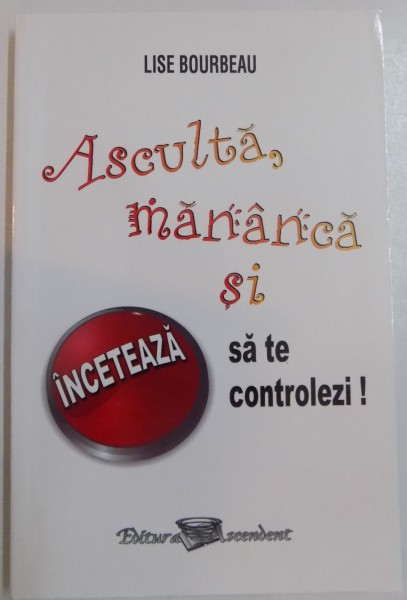 LISE BOURBEAU
Ascultă,
mănâncă
și
ÎNCETEAZĂ
să te
controlezi !
Editura Ascendent